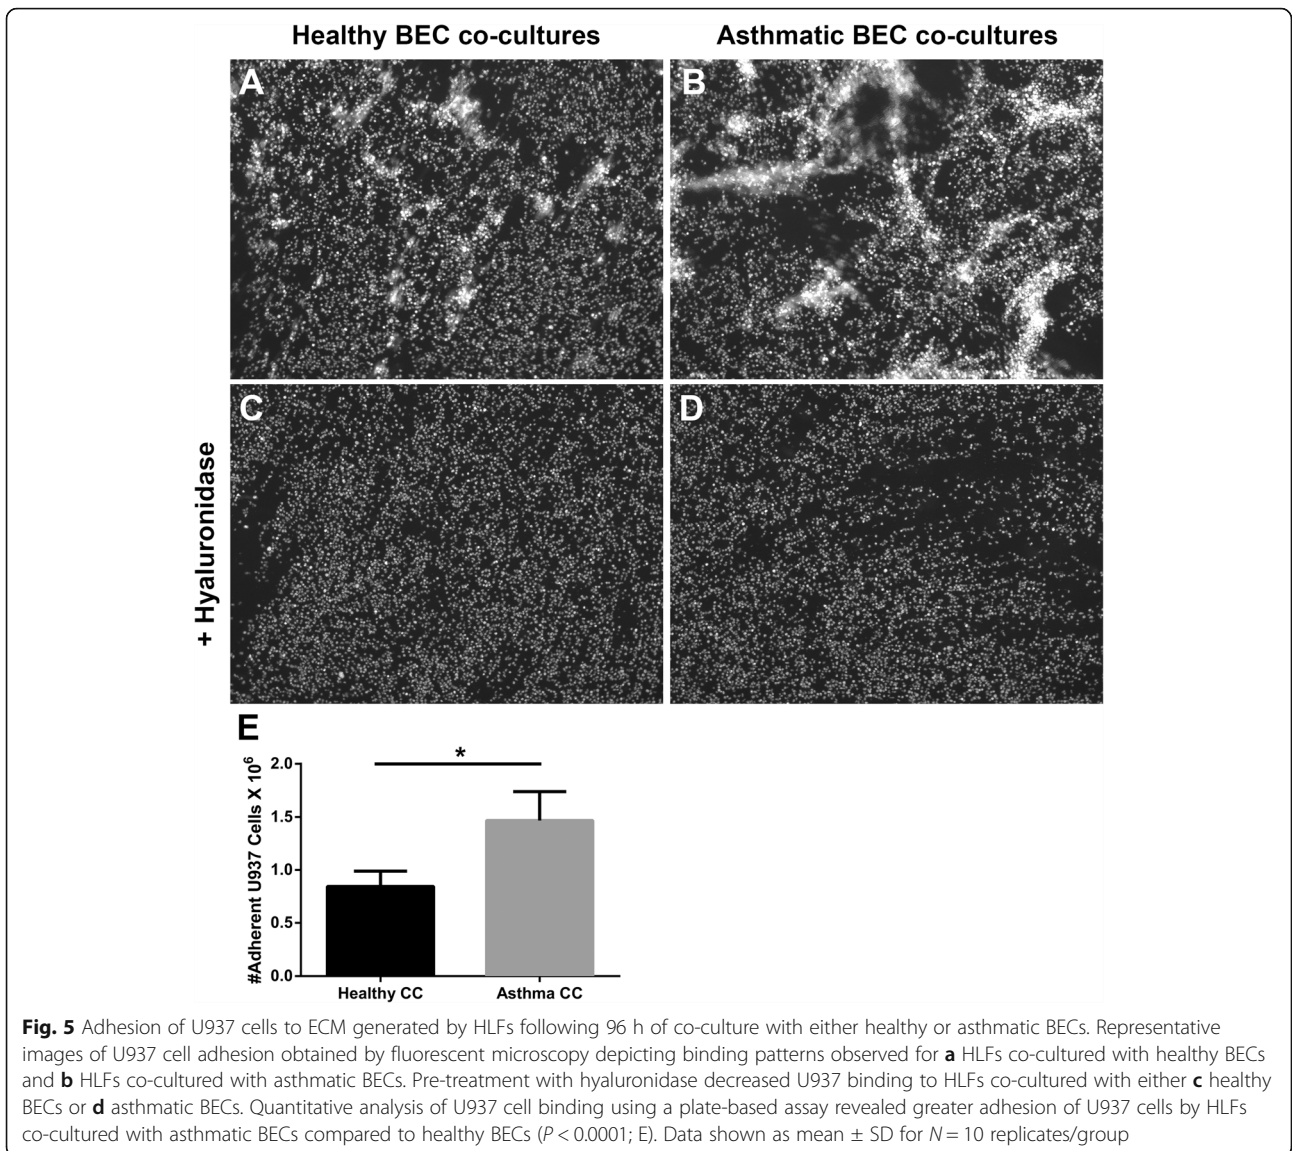 Healthy BEC co-cultures
Asthmatic BEC co-cultures
A
B
C
D
+ Hyaluronidase
E
#Adherent U937 Cells X 10⁶
2.0
1.5
1.0
0.5
0.0
*
Healthy CC
Asthma CC
Fig. 5 Adhesion of U937 cells to ECM generated by HLFs following 96 h of co-culture with either healthy or asthmatic BECs. Representative
images of U937 cell adhesion obtained by fluorescent microscopy depicting binding patterns observed for a HLFs co-cultured with healthy BECs
and b HLFs co-cultured with asthmatic BECs. Pre-treatment with hyaluronidase decreased U937 binding to HLFs co-cultured with either c healthy
BECs or d asthmatic BECs. Quantitative analysis of U937 cell binding using a plate-based assay revealed greater adhesion of U937 cells by HLFs
co-cultured with asthmatic BECs compared to healthy BECs (P < 0.0001; E). Data shown as mean ± SD for N = 10 replicates/group